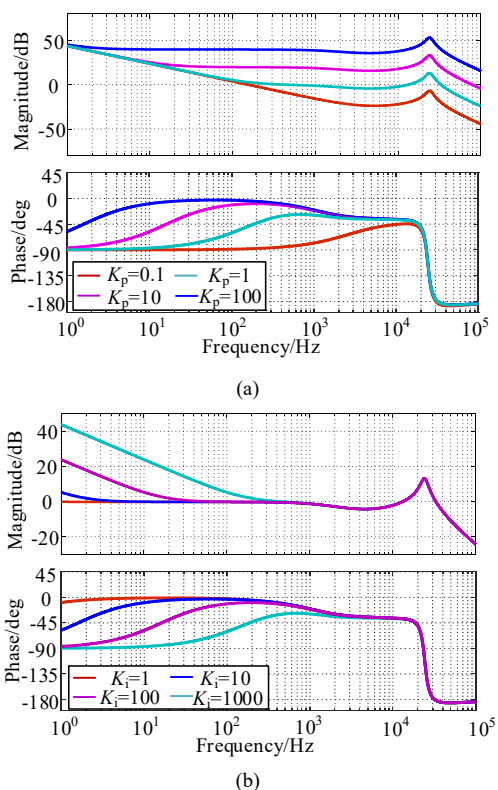 Magnitude/dB
50
0
-50
Phase/deg
45
0
-45
-90
-135
-180
Kp=0.1
Kp=1
Kp=10
Kp=100
10^0
10^1
10^2
10^3
10^4
10^5
Frequency/Hz
(a)
Magnitude/dB
40
20
0
-20
Phase/deg
45
0
-45
-90
-135
-180
Ki=1
Ki=10
Ki=100
Ki=1000
10^0
10^1
10^2
10^3
10^4
10^5
Frequency/Hz
(b)